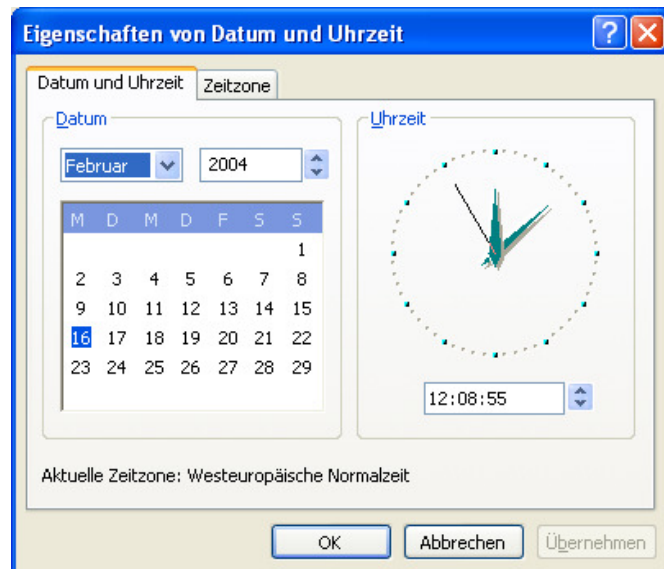 Eigenschaften von Datum und Uhrzeit
Datum und Uhrzeit Zeitzone
Datum
Februar 2004
M D M D F S S
1
2 3 4 5 6 7 8
9 10 11 12 13 14 15
16 17 18 19 20 21 22
23 24 25 26 27 28 29
Uhrzeit
12:08:55
Aktuelle Zeitzone: Westeuropäische Normalzeit
OK Abbrechen Übernehmen